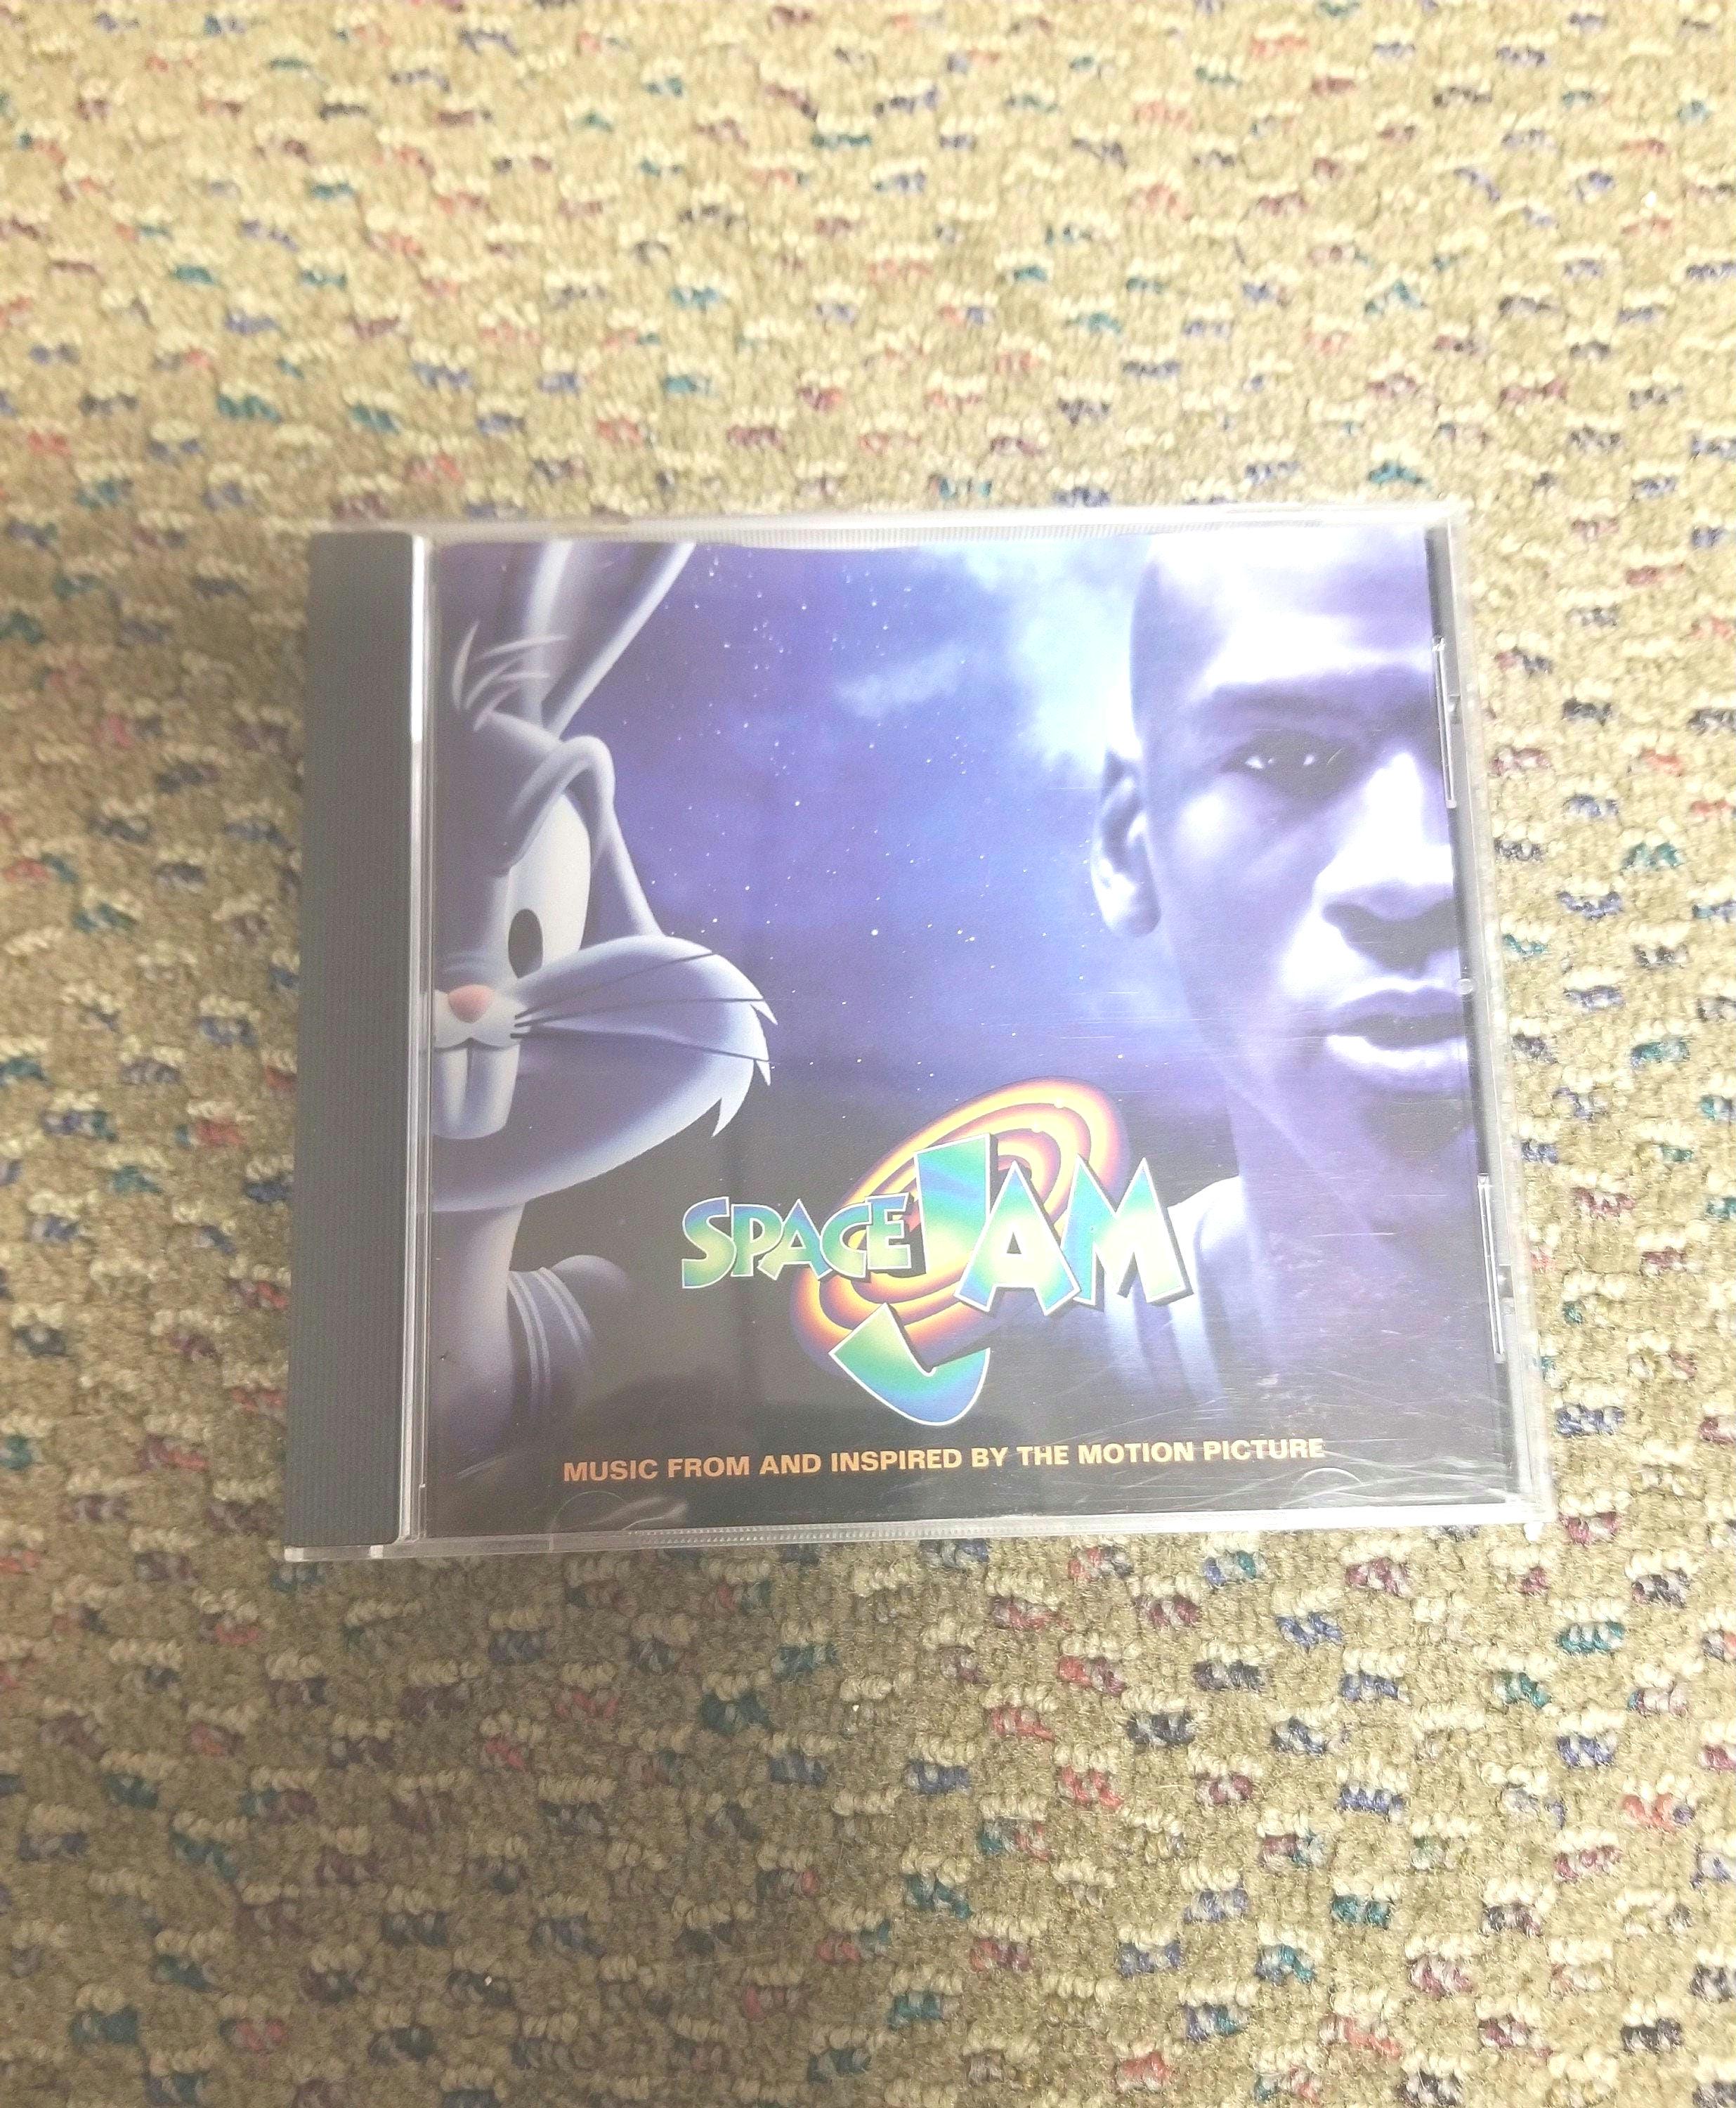 SPACE JAM
MUSIC FROM AND INSPIRED BY THE MOTION PICTURE